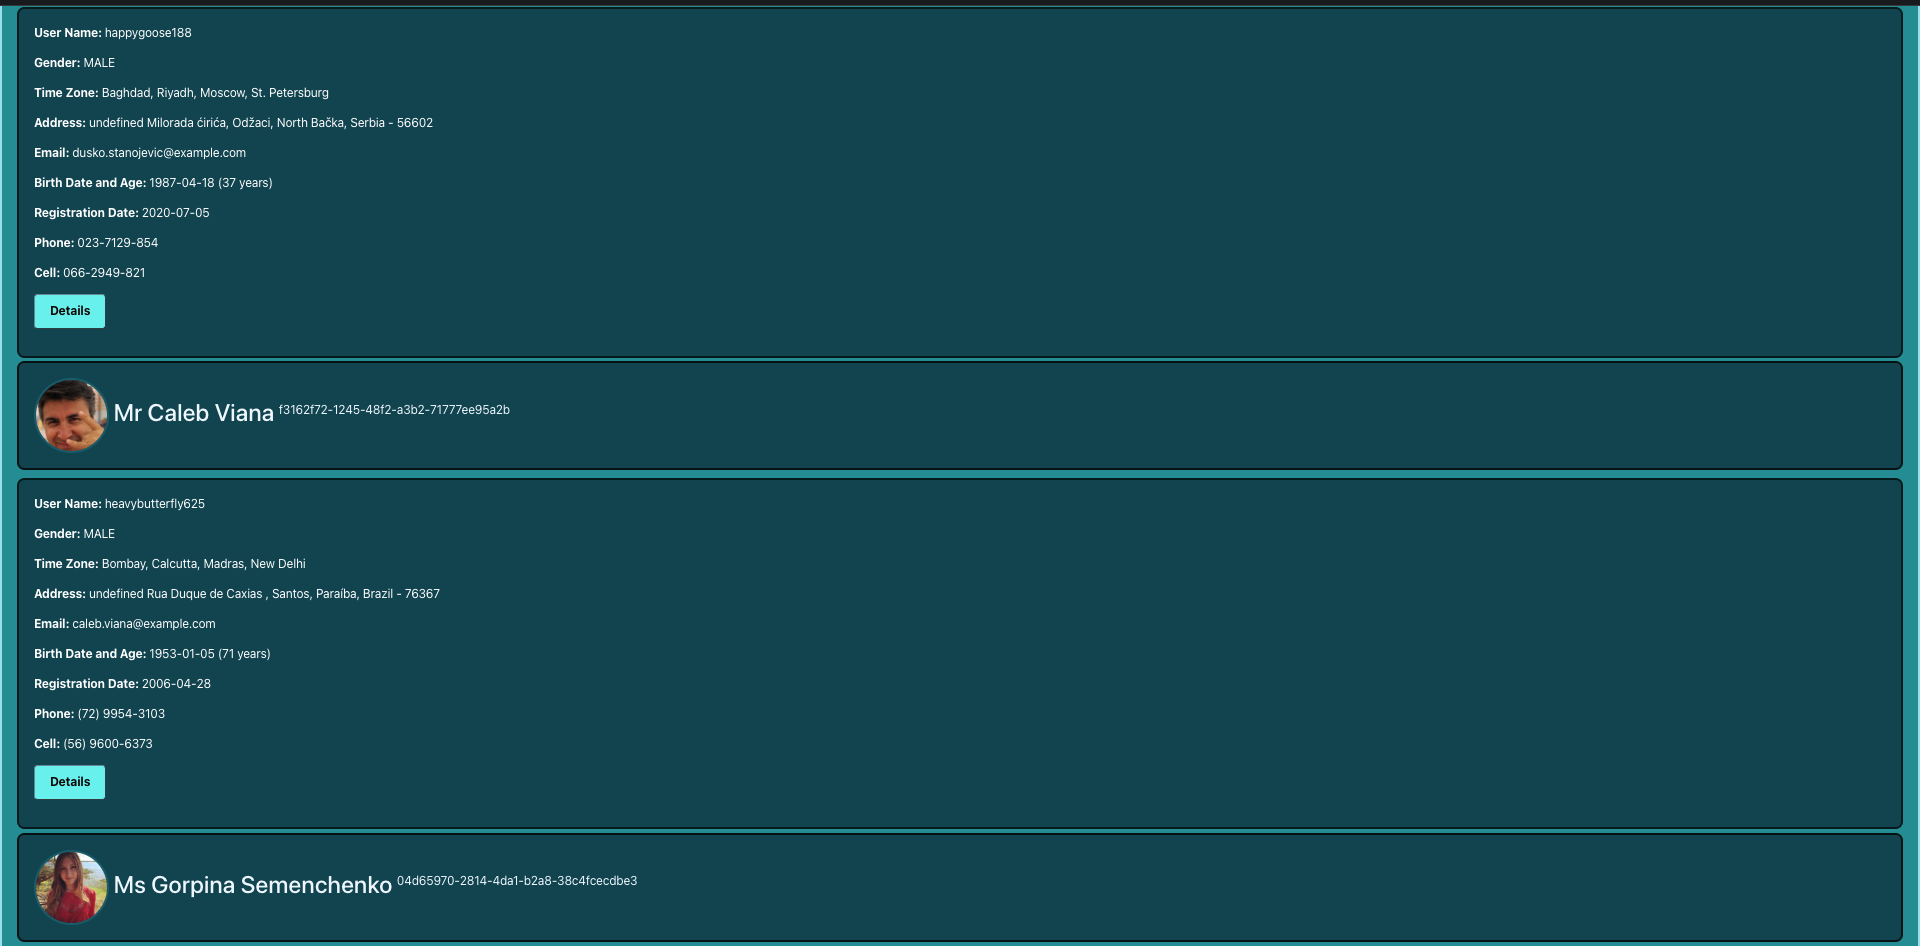 User Name: happygoose188
Gender: MALE
Time Zone: Baghdad, Riyadh, Moscow, St. Petersburg
Address: undefined Milorada ćirića, Odžaci, North Bačka, Serbia - 56602
Email: dusko.stanojevic@example.com
Birth Date and Age: 1987-04-18 (37 years)
Registration Date: 2020-07-05
Phone: 023-7129-854
Cell: 066-2949-821
Details
Mr Caleb Viana f3162f72-1245-48f2-a3b2-71777ee95a2b
User Name: heavybutterfly625
Gender: MALE
Time Zone: Bombay, Calcutta, Madras, New Delhi
Address: undefined Rua Duque de Caxias , Santos, Paraíba, Brazil - 76367
Email: caleb.viana@example.com
Birth Date and Age: 1953-01-05 (71 years)
Registration Date: 2006-04-28
Phone: (72) 9954-3103
Cell: (56) 9600-6373
Details
Ms Gorpina Semenchenko 04d65970-2814-4da1-b2a8-38c4fcecdbe3